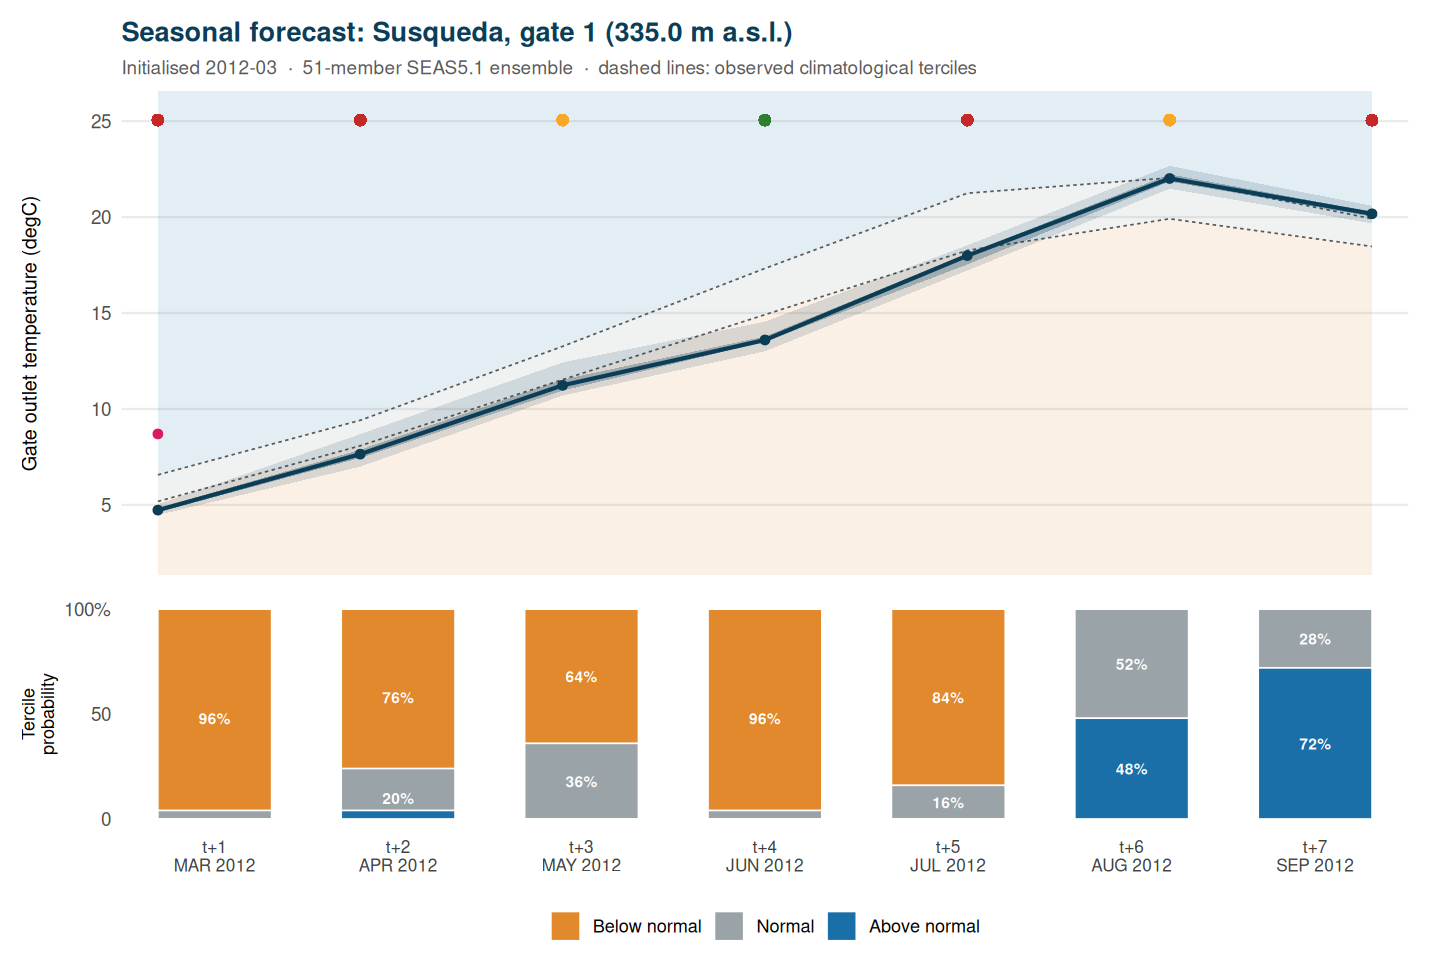 Seasonal forecast: Susqueda, gate 1 (335.0 m a.s.l.)
Initialised 2012-03 · 51-member SEAS5.1 ensemble · dashed lines: observed climatological terciles
Gate outlet temperature (degC)
25
20
15
10
5
Tercile
probability
100%
50
0
96%
76%
20%
64%
36%
96%
84%
16%
52%
48%
28%
72%
t+1
MAR 2012
t+2
APR 2012
t+3
MAY 2012
t+4
JUN 2012
t+5
JUL 2012
t+6
AUG 2012
t+7
SEP 2012
Below normal
Normal
Above normal